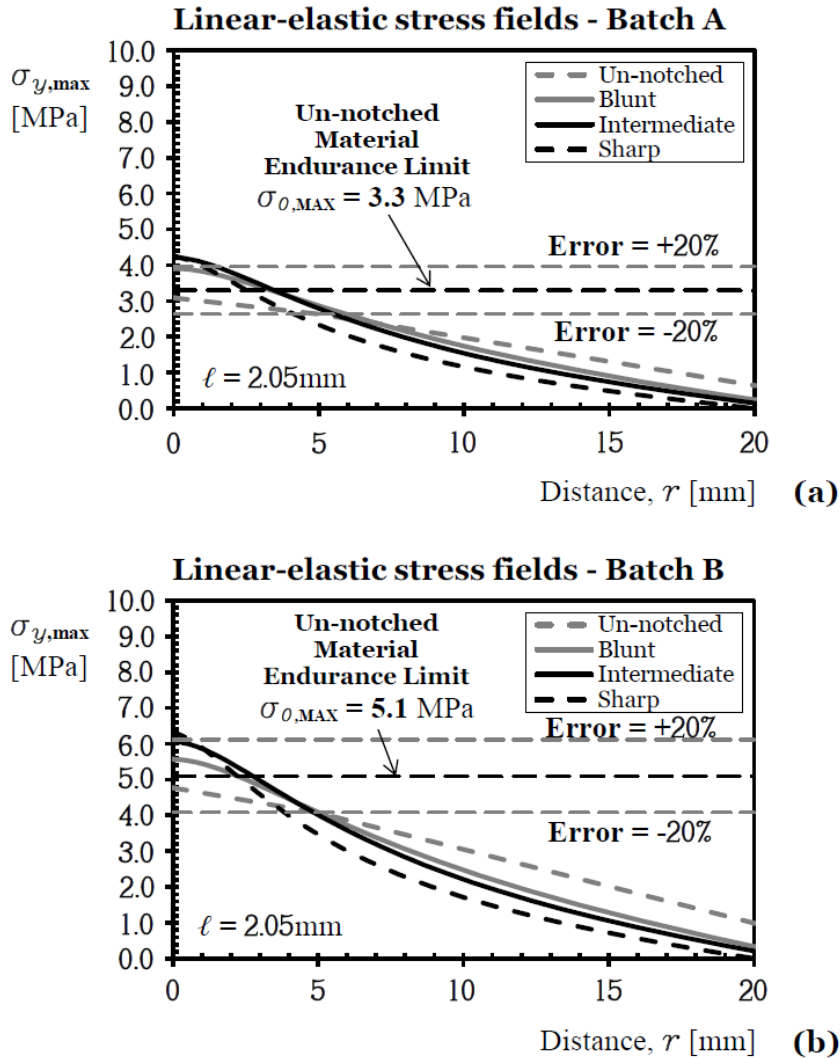 Linear-elastic stress fields - Batch A
10.0
9.0
8.0
7.0
6.0
5.0
4.0
3.0
2.0
1.0
0.0
σy,max
[MPa]
Un-notched
Blunt
Intermediate
Sharp
Un-notched
Material
Endurance Limit
σ0,MAX = 3.3 MPa
Error = +20%
Error = -20%
ℓ = 2.05mm
0 5 10 15 20
Distance, r [mm] (a)
Linear-elastic stress fields - Batch B
10.0
9.0
8.0
7.0
6.0
5.0
4.0
3.0
2.0
1.0
0.0
σy,max
[MPa]
Un-notched
Blunt
Intermediate
Sharp
Un-notched
Material
Endurance Limit
σ0,MAX = 5.1 MPa
Error = +20%
Error = -20%
ℓ = 2.05mm
0 5 10 15 20
Distance, r [mm] (b)